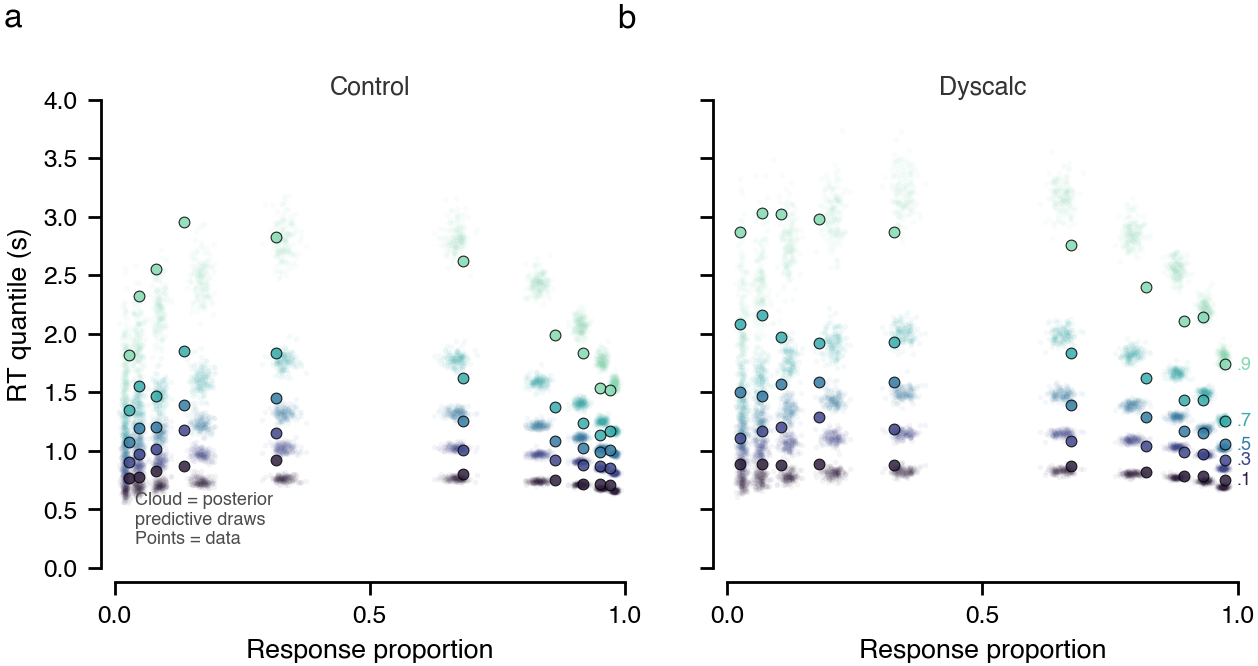 a
b
Control
Dyscalc
4.0
3.5
3.0
2.5
2.0
1.5
1.0
0.5
0.0
RT quantile (s)
Cloud = posterior
predictive draws
Points = data
.9
.7
.5
.3
.1
0.0 0.5 1.0
0.0 0.5 1.0
Response proportion
Response proportion